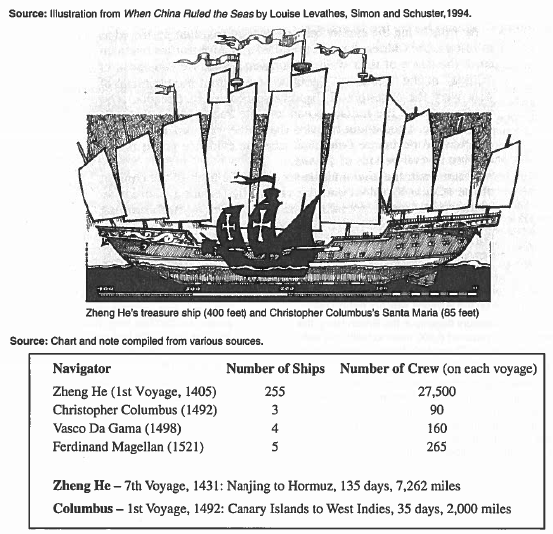 Source: Illustration from When China Ruled the Seas by Louise Levathes, Simon and Schuster, 1994.
Zheng He's treasure ship (400 feet) and Christopher Columbus's Santa Maria (85 feet)
Source: Chart and note compiled from various sources.
Navigator Number of Ships Number of Crew (on each voyage)
Zheng He (1st Voyage, 1405) 255 27,500
Christopher Columbus (1492) 3 90
Vasco Da Gama (1498) 4 160
Ferdinand Magellan (1521) 5 265
Zheng He – 7th Voyage, 1431: Nanjing to Hormuz, 135 days, 7,262 miles
Columbus – 1st Voyage, 1492: Canary Islands to West Indies, 35 days, 2,000 miles